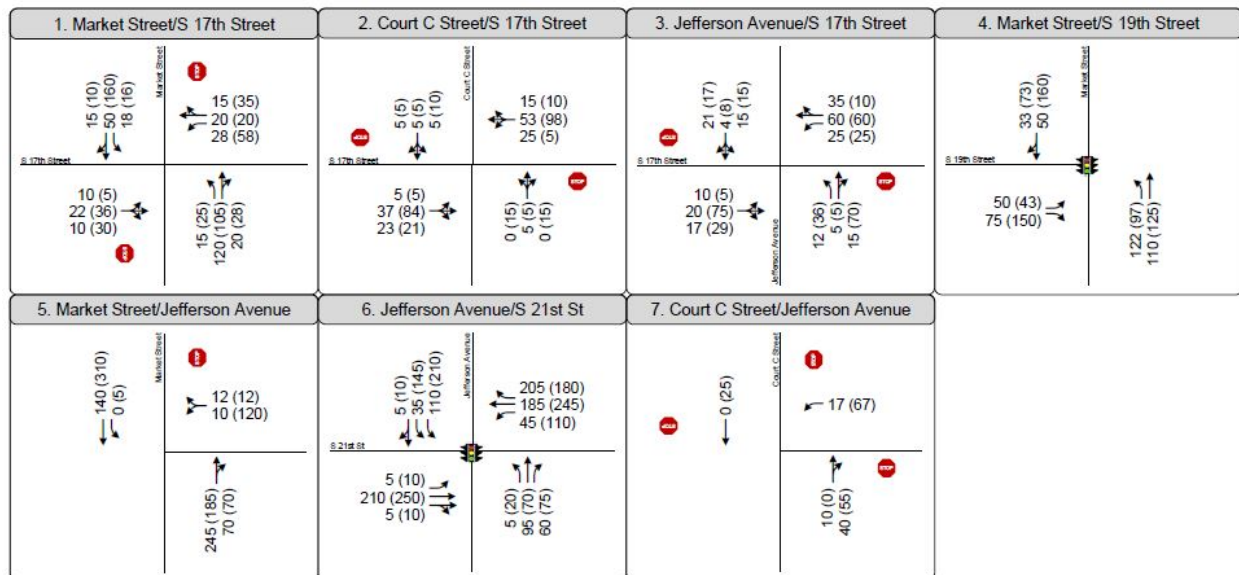 1. Market Street/S 17th Street
Market Street
STOP
15 (10)
50 (160)
18 (16)
15 (35)
20 (20)
28 (58)
S 17th Street
10 (5)
22 (36)
10 (30)
STOP
15 (25)
120 (105)
20 (28)
2. Court C Street/S 17th Street
Court C Street
5 (5)
5 (5)
5 (10)
15 (10)
53 (98)
25 (5)
STOP
S 17th Street
STOP
5 (5)
37 (84)
23 (21)
0 (15)
5 (5)
0 (15)
3. Jefferson Avenue/S 17th Street
21 (17)
4 (8)
15 (15)
35 (10)
60 (60)
25 (25)
STOP
S 17th Street
STOP
10 (5)
20 (75)
17 (29)
Jefferson Avenue
12 (36)
5 (5)
15 (70)
4. Market Street/S 19th Street
Market Street
33 (73)
50 (160)
S 19th Street
50 (43)
75 (150)
122 (97)
110 (125)
5. Market Street/Jefferson Avenue
Market Street
STOP
140 (310)
0 (5)
12 (12)
10 (120)
245 (185)
70 (70)
6. Jefferson Avenue/S 21st St
Jefferson Avenue
5 (10)
35 (145)
110 (210)
205 (180)
185 (245)
45 (110)
S 21st St
5 (10)
210 (250)
5 (10)
5 (20)
95 (70)
60 (75)
7. Court C Street/Jefferson Avenue
Court C Street
STOP
0 (25)
17 (67)
STOP
STOP
10 (0)
40 (55)